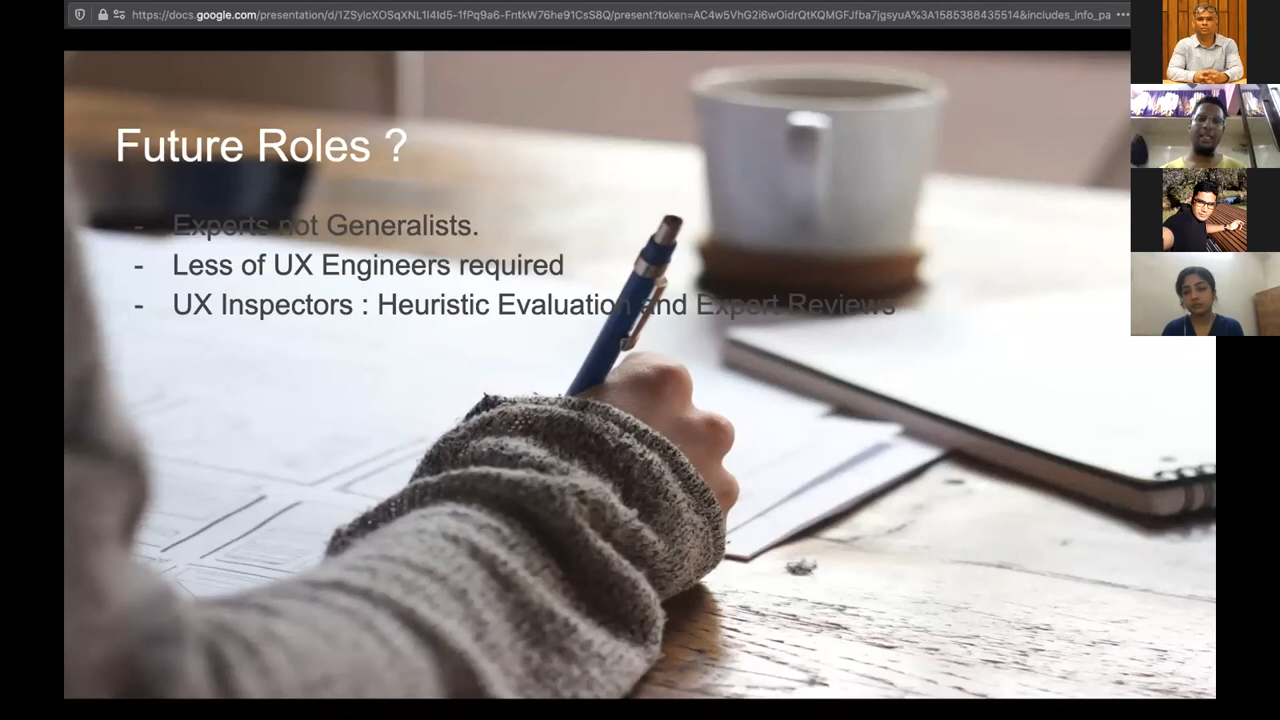 https://docs.google.com/presentation/d/1ZSyIcXOSqXNL1I4Id5-1fPq9a6-FntkW76he91CsS8Q/present?token=AC4w5VhG2i6wOidrQtKQMGFJfba7jgsyuA%3A1585388435514&includes_info_pa •••
Future Roles ?
- Experts not Generalists.
- Less of UX Engineers required
- UX Inspectors : Heuristic Evaluation and Expert Reviews